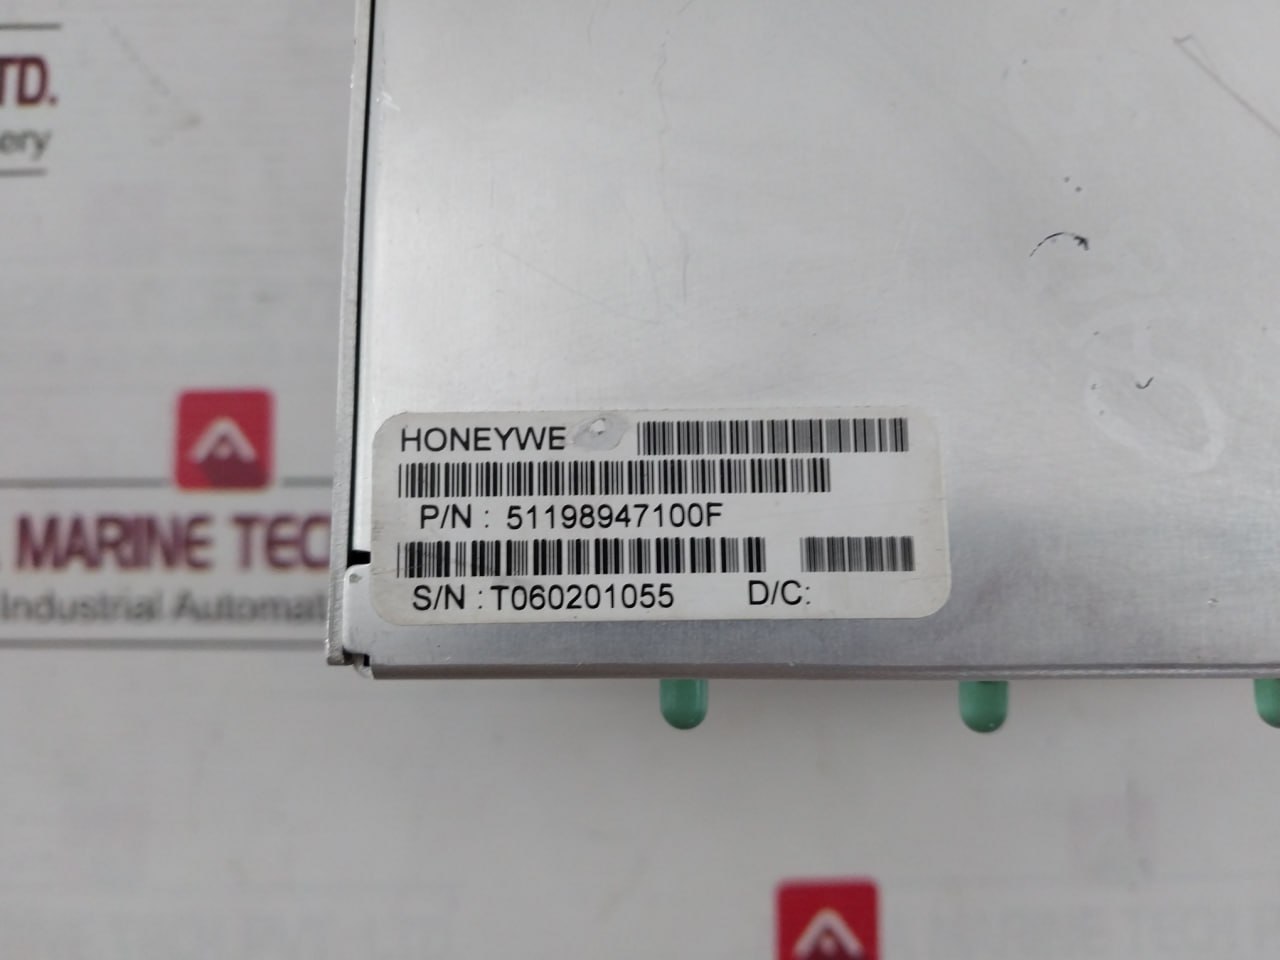 TD.
ery
HONEYWE
P/N : 51198947100F
S/N : T060201055 D/C:
MARINE TEC
Industrial Automat